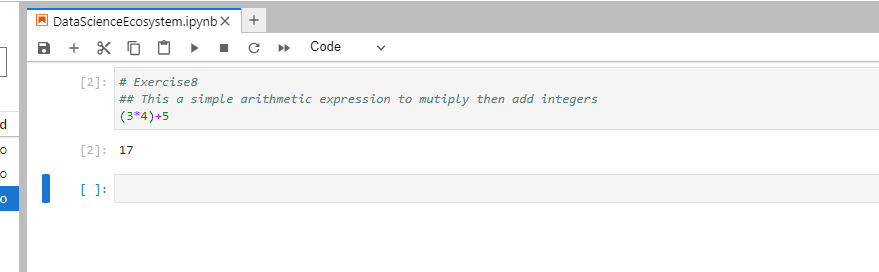 DataScienceEcosystem.ipynb
Code
[2]: # Exercise8
## This a simple arithmetic expression to mutiply then add integers
(3*4)+5
d
[2]: 17
o
o
[ ]:
o